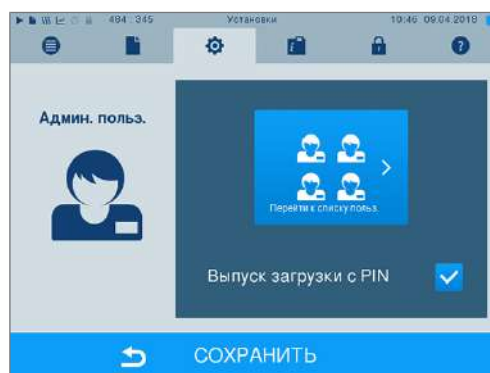 484 : 345 Установки 10:46 09.04.2018
Админ. польз.
Перейти к списку польз.
Выпуск загрузки с PIN
СОХРАНИТЬ